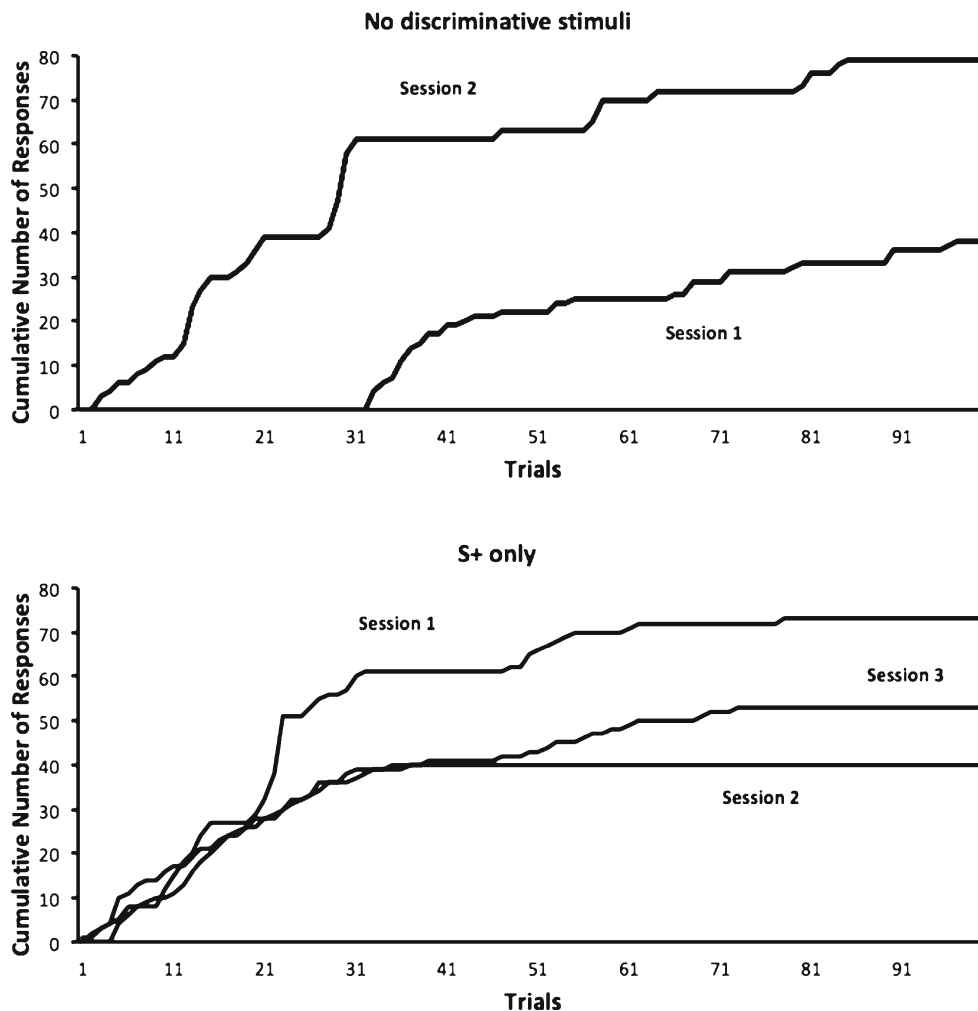 No discriminative stimuli
Cumulative Number of Responses
80
70
60
50
40
30
20
10
0
Session 2
Session 1
1 11 21 31 41 51 61 71 81 91
Trials
S+ only
Cumulative Number of Responses
80
70
60
50
40
30
20
10
0
Session 1
Session 3
Session 2
1 11 21 31 41 51 61 71 81 91
Trials